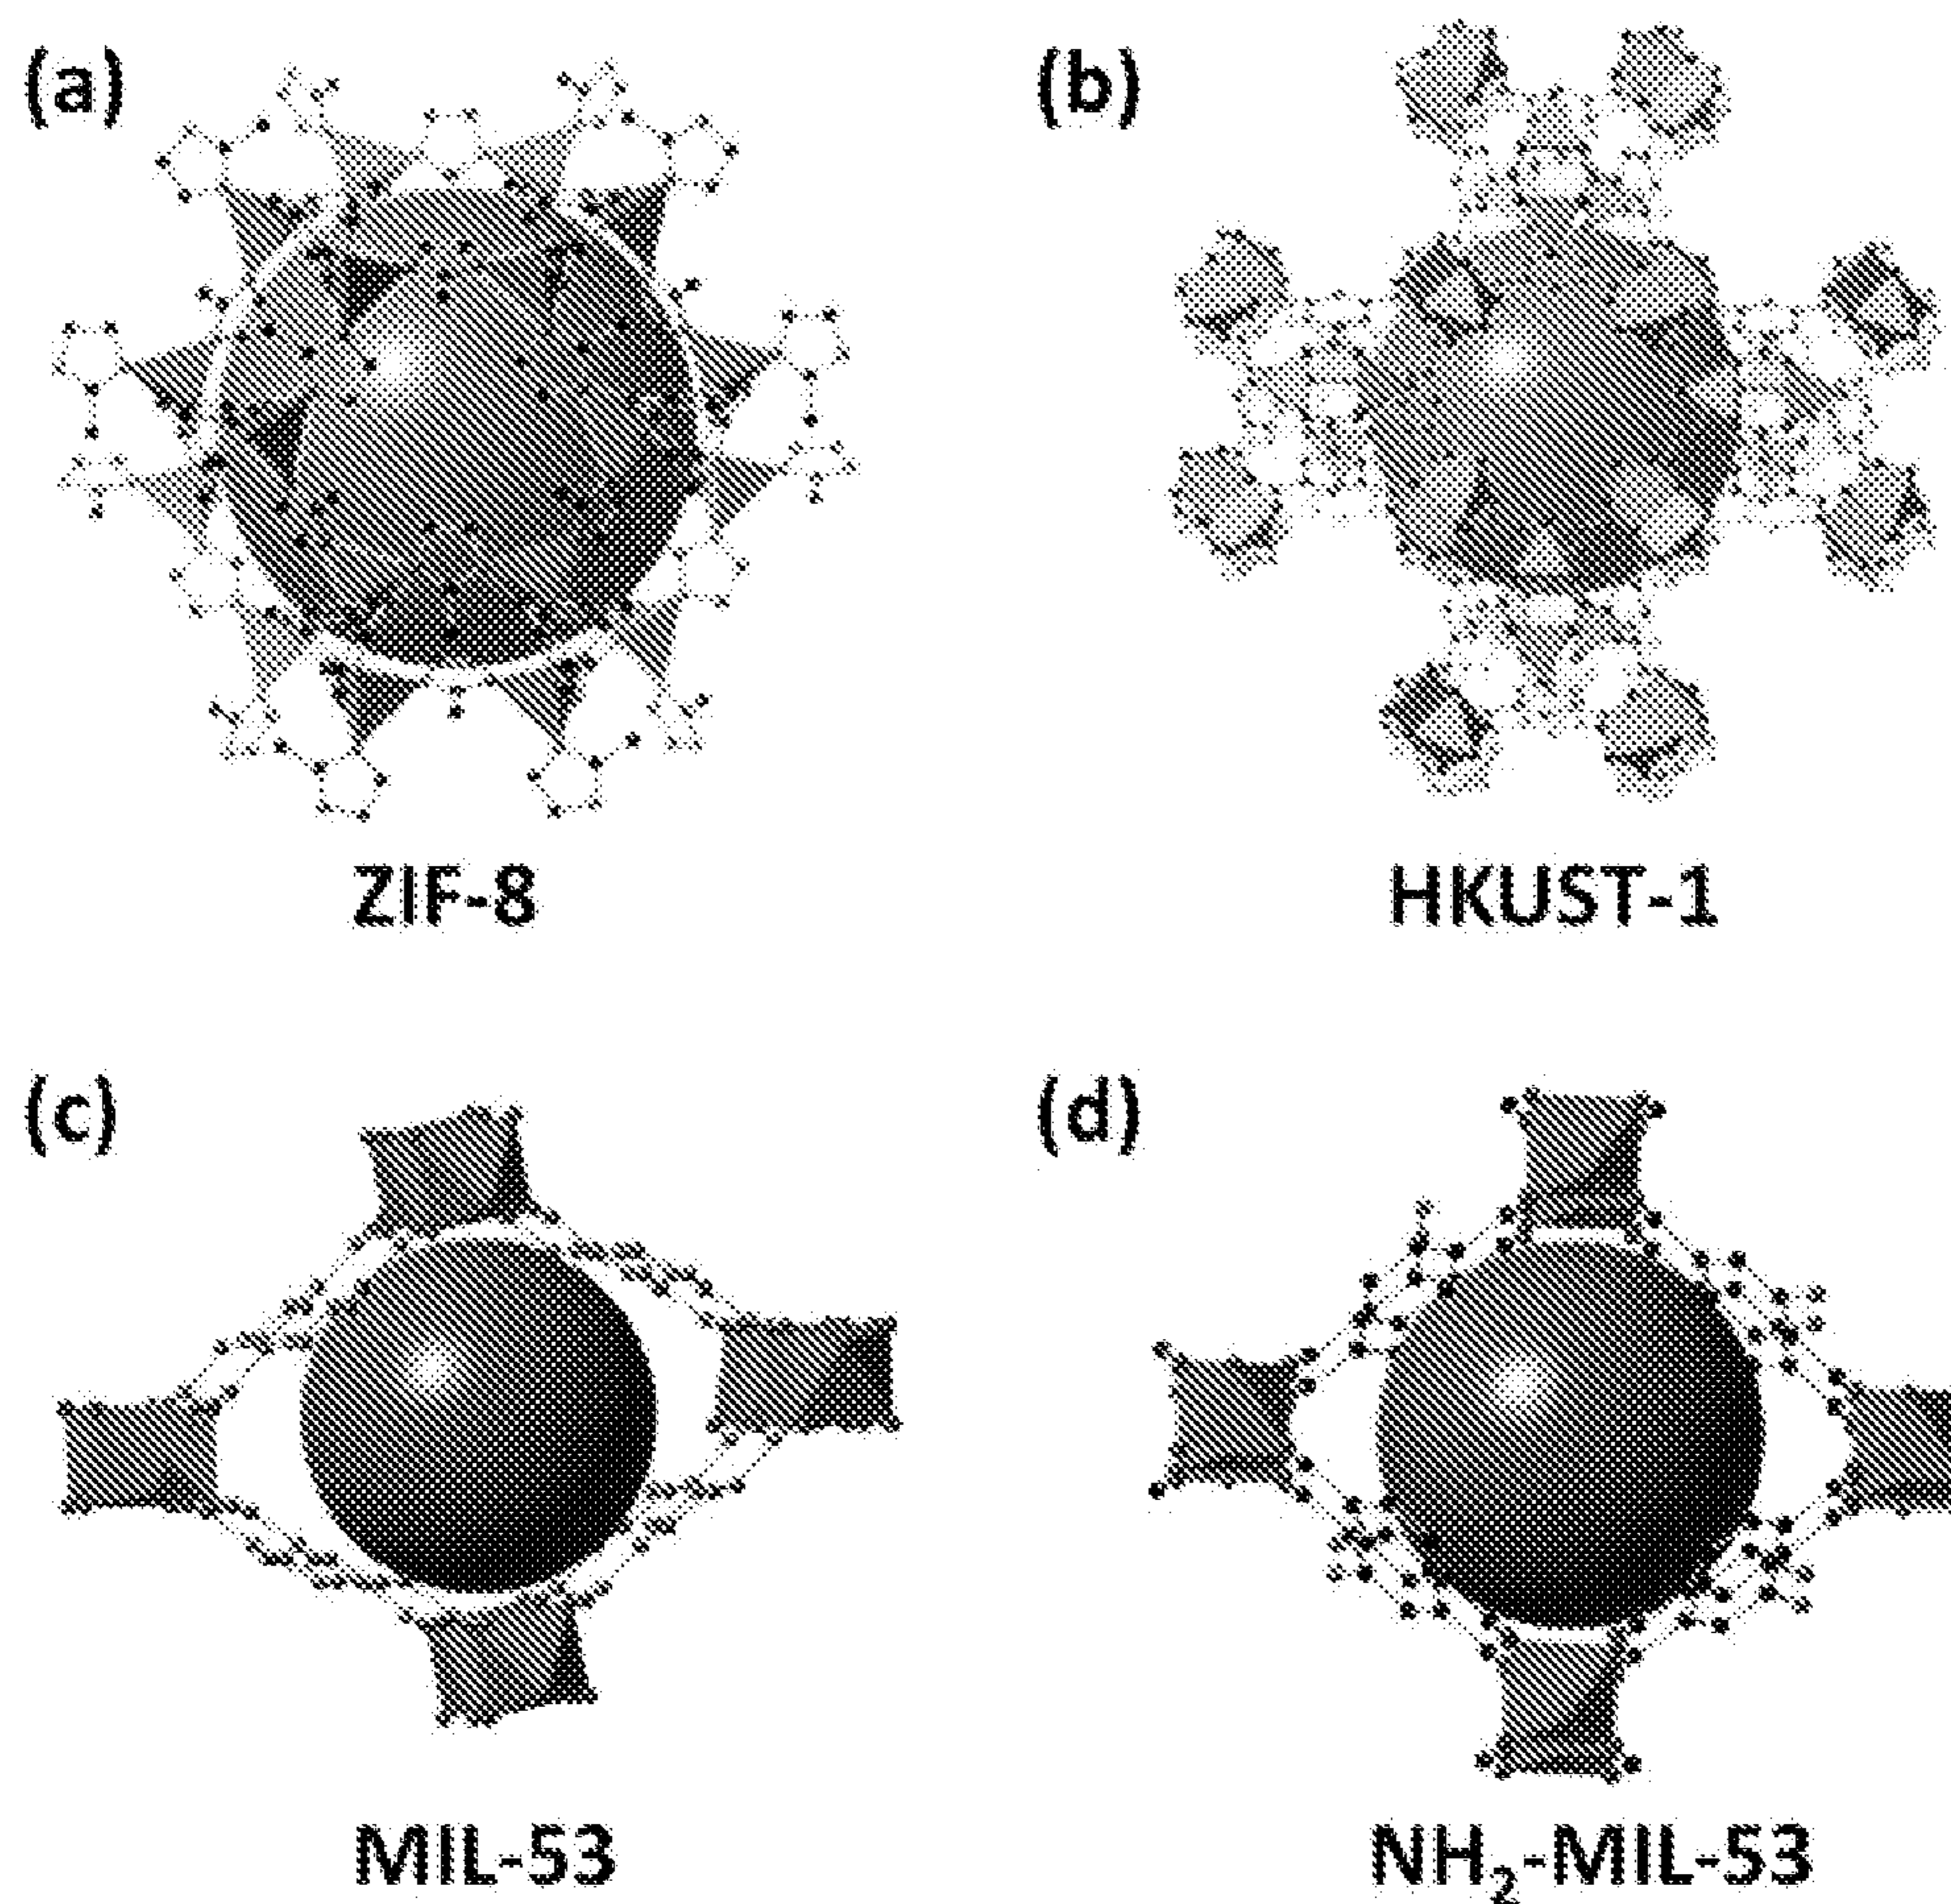 (a)
(b)
ZIF-8
HKUST-1
(c)
(d)
MIL-53
NH₂-MIL-53